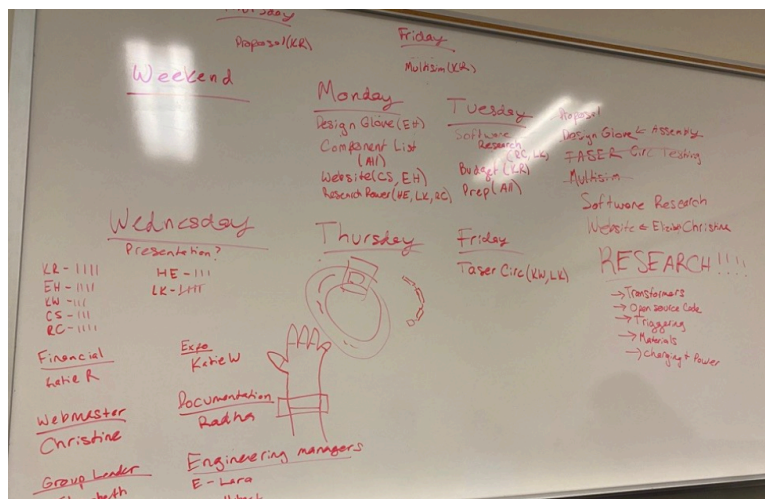 Thursday
Proposal (KR)
Friday
Multisim (KR)
Weekend
Monday
Design Glove (EH)
Component List
(All)
Website (CS, EH)
Research Power (HE, LK, RC)
Tuesday
Software
Research
(RC, LK)
Budget (KR)
Prep (All)
Proposal
Design Glove ← Assembly
TASER Circ Testing
Multisim
Software Research
Website ← Christine
RESEARCH!!!!
→ Transformers
→ Open source Code
→ Triggering
→ Materials
→ Charging + Power
Wednesday
Presentation?
KR - ||||
EH - ||||
KW - |||
CS - ||||
RC - ||||
HE - |||
LK - ||||
Thursday
Friday
Taser Circ (KW, LK)
Financial
Katie R
Webmaster
Christine
Group Leader
Expo
Katie W
Documentation
Radha
Engineering managers
E - Lara